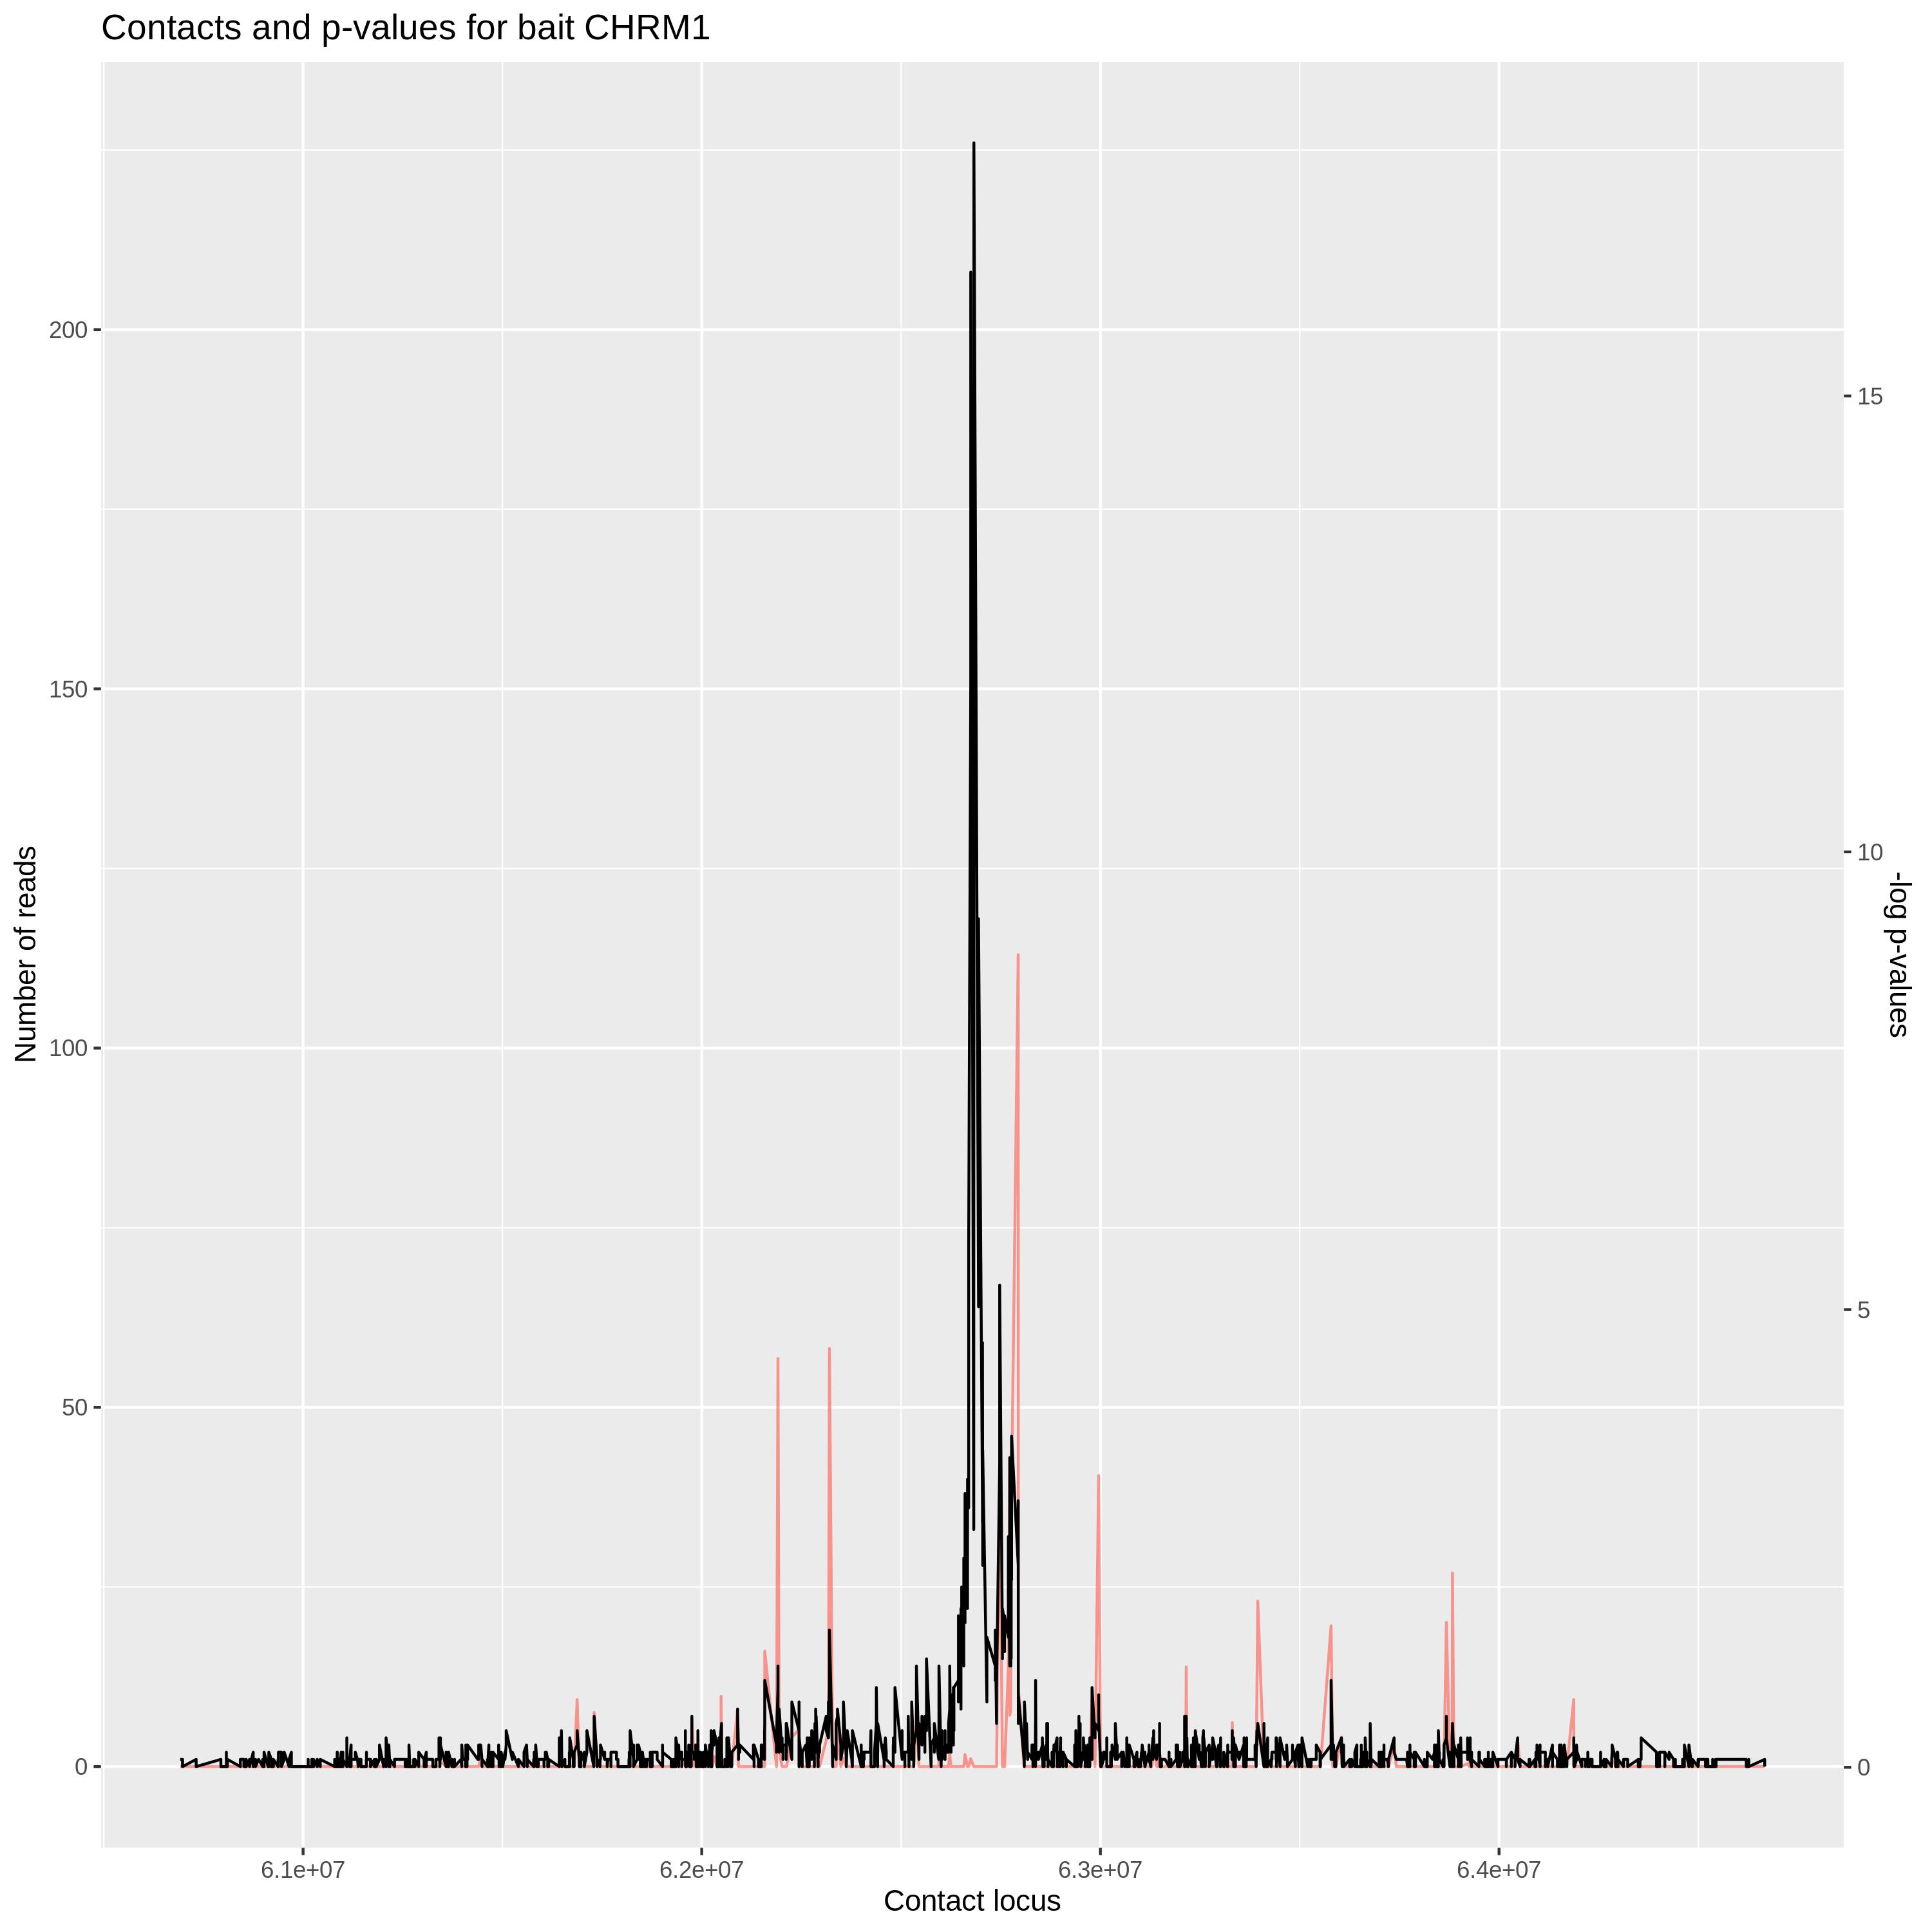 Contacts and p-values for bait CHRM1
200
150
100
50
0
15
10
5
0
Number of reads
-log p-values
6.1e+07
6.2e+07
6.3e+07
6.4e+07
Contact locus